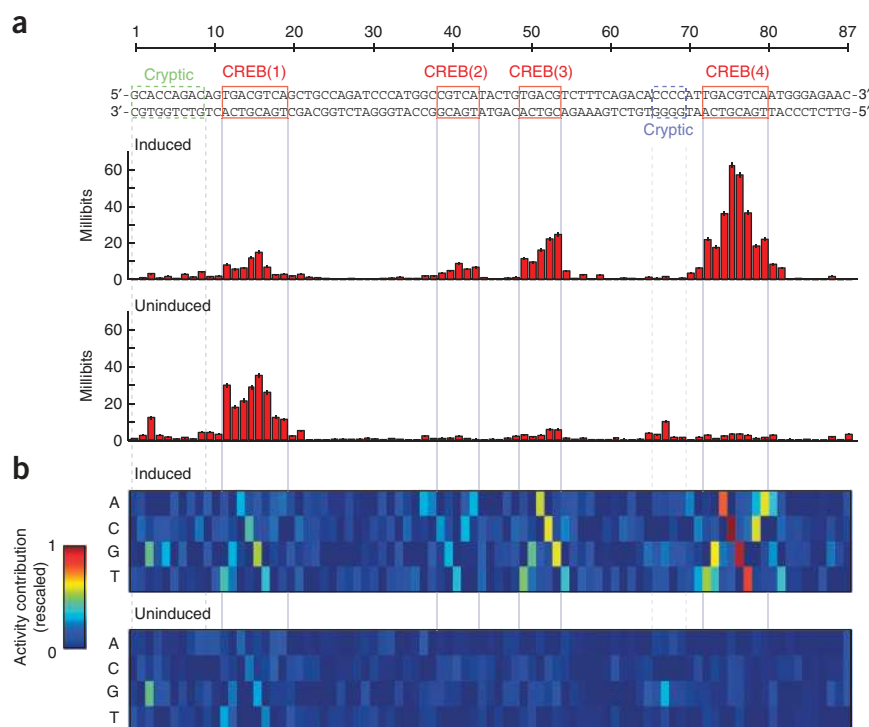 a
1 10 20 30 40 50 60 70 80 87
Cryptic CREB(1) CREB(2) CREB(3) CREB(4)
5′-GCACCAGACAGTGACGTCAGCTGCCAGATCCCATGGCCGTCATACTGTGACGTCTTTCAGACACCCCATTGACGTCAATGGGAGAAC-3′
3′-CGTGGTCTGTCACTGCAGTCGACGGTCTAGGGTACCGGCAGTATGACACTGCAGAAAGTCTGTGGGGTAACTGCAGTTACCCTCTTG-5′
Cryptic
Induced
Millibits
60
40
20
0
Uninduced
Millibits
60
40
20
0
b
Induced
A
C
G
T
Activity contribution
(rescaled)
1
0
Uninduced
A
C
G
T